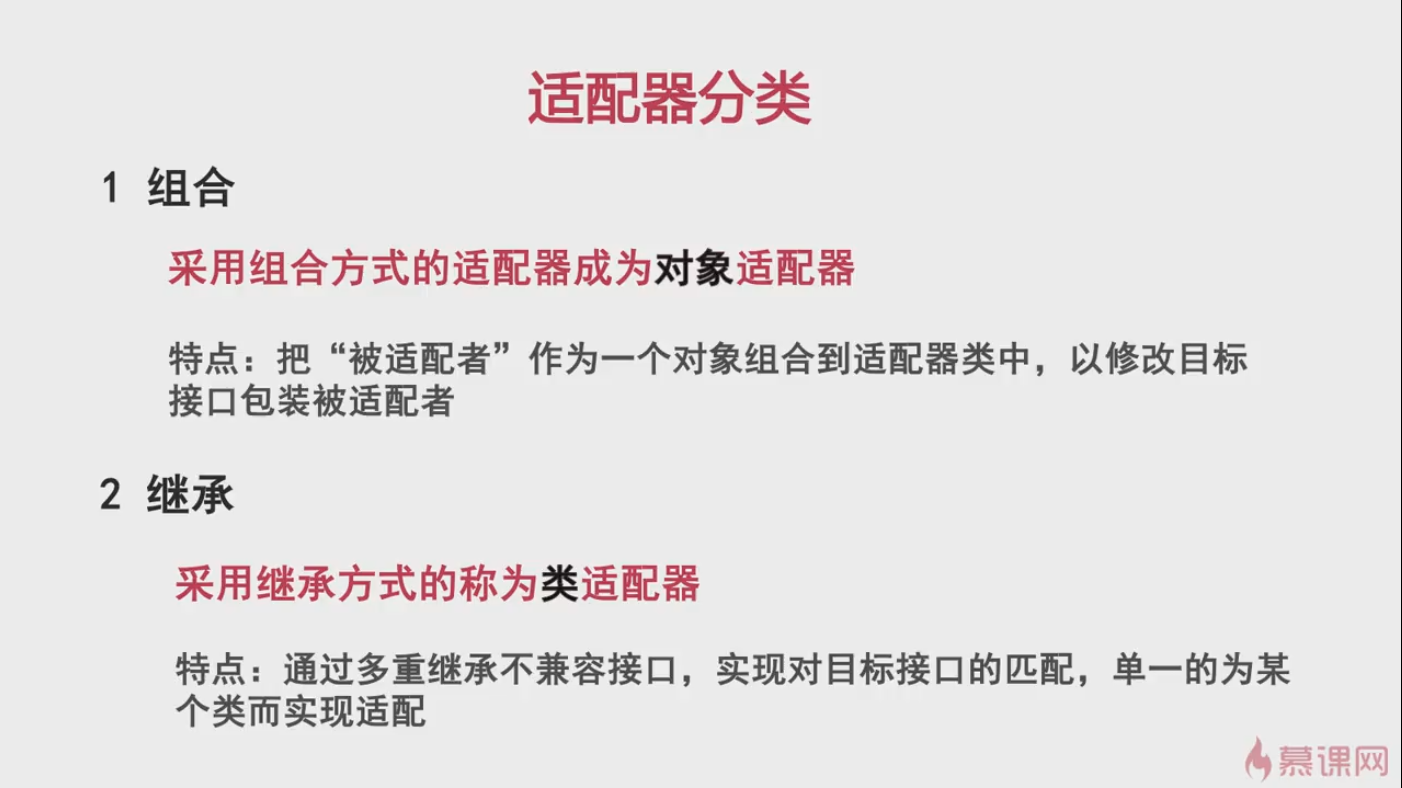 适配器分类
1 组合
采用组合方式的适配器成为对象适配器
特点：把“被适配者”作为一个对象组合到适配器类中，以修改目标
接口包装被适配者
2 继承
采用继承方式的称为类适配器
特点：通过多重继承不兼容接口，实现对目标接口的匹配，单一的为某
个类而实现适配
慕课网